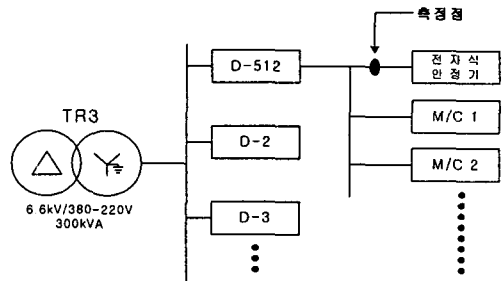 측정점
D-512
전자식
안정기
TR3
M/C 1
D-2
M/C 2
6.6kV/380-220V
300kVA
D-3